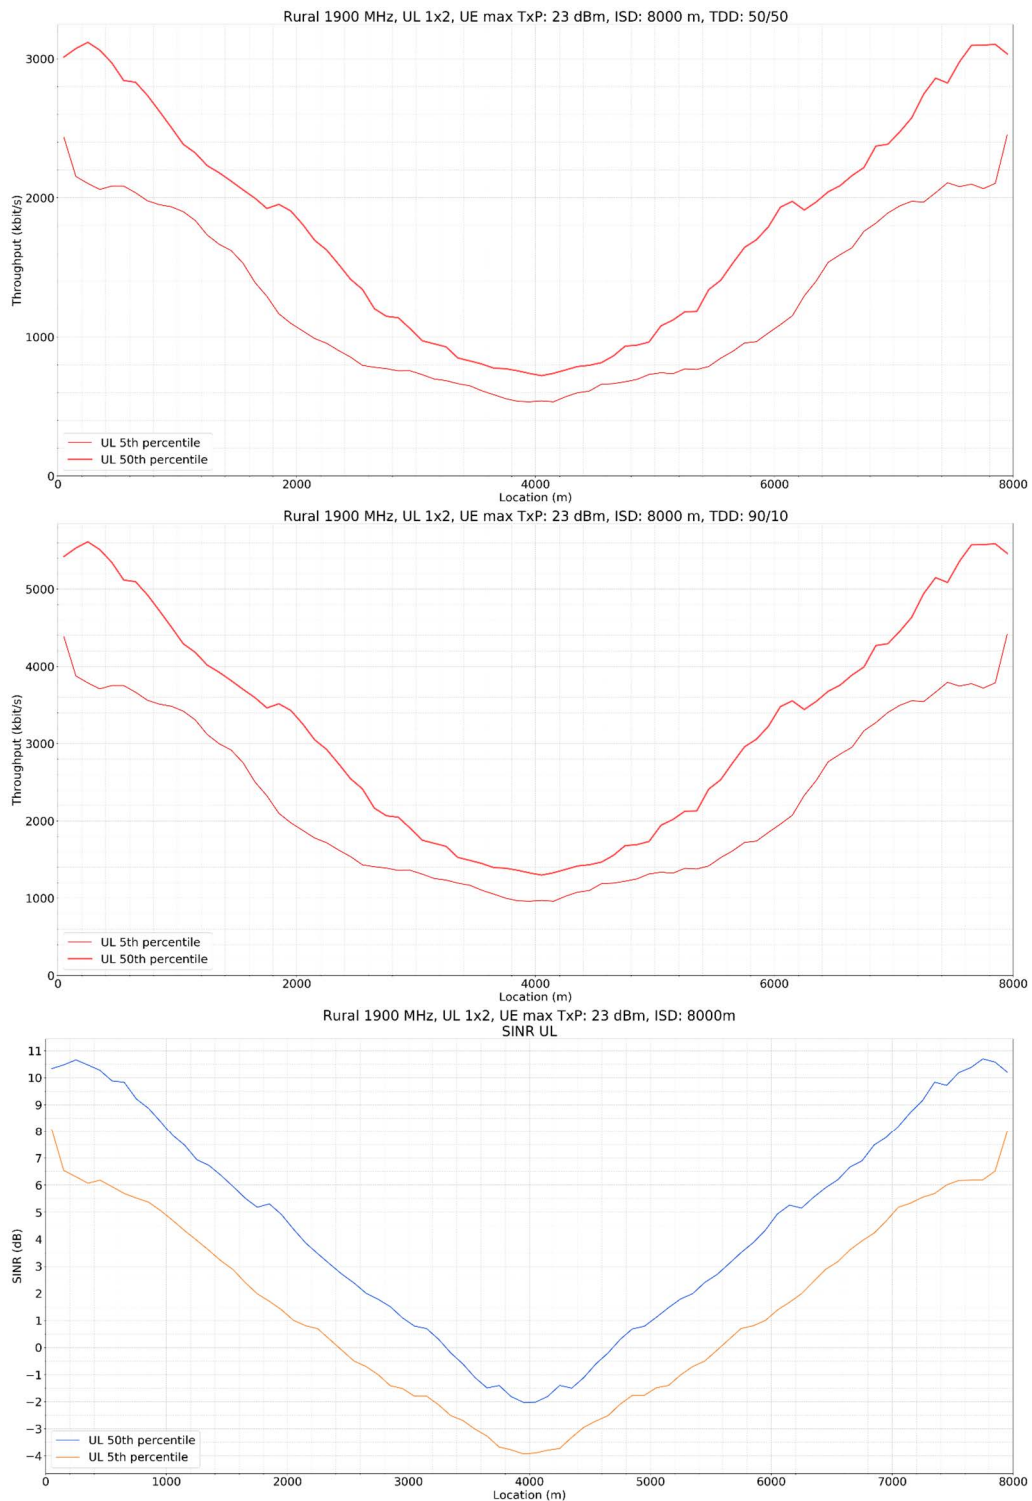 Rural 1900 MHz, UL 1x2, UE max TxP: 23 dBm, ISD: 8000 m, TDD: 50/50
3000
2000
Throughput (kbit/s)
1000
UL 5th percentile
UL 50th percentile
0
0 2000 4000 6000 8000
Location (m)
Rural 1900 MHz, UL 1x2, UE max TxP: 23 dBm, ISD: 8000 m, TDD: 90/10
5000
4000
Throughput (kbit/s)
3000
2000
1000
UL 5th percentile
UL 50th percentile
0
0 2000 4000 6000 8000
Location (m)
Rural 1900 MHz, UL 1x2, UE max TxP: 23 dBm, ISD: 8000m
SINR UL
11
10
9
8
7
6
5
4
SINR (dB)
3
2
1
0
−1
−2
−3
−4
UL 50th percentile
UL 5th percentile
0 1000 2000 3000 4000 5000 6000 7000 8000
Location (m)